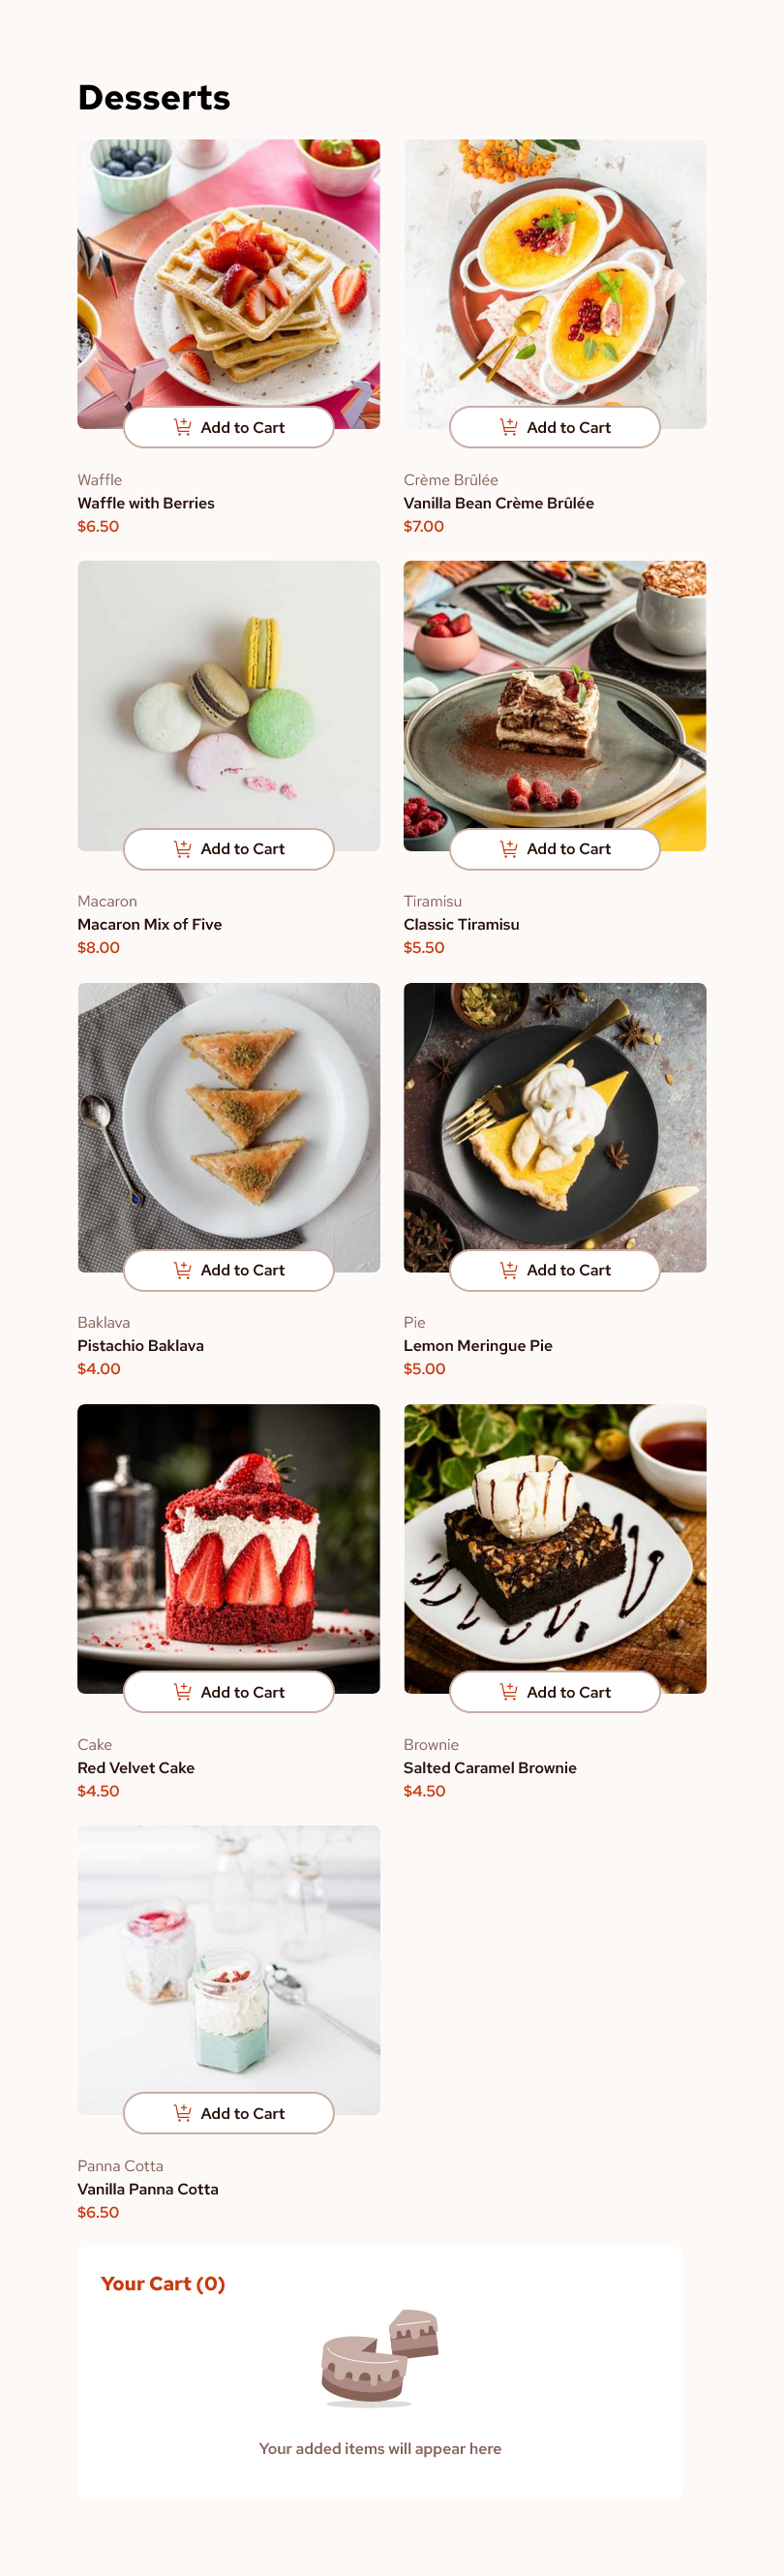 Desserts
Add to Cart
Add to Cart
Waffle
Waffle with Berries
$6.50
Crème Brûlée
Vanilla Bean Crème Brûlée
$7.00
Add to Cart
Add to Cart
Macaron
Macaron Mix of Five
$8.00
Tiramisu
Classic Tiramisu
$5.50
Add to Cart
Add to Cart
Baklava
Pistachio Baklava
$4.00
Pie
Lemon Meringue Pie
$5.00
Add to Cart
Add to Cart
Cake
Red Velvet Cake
$4.50
Brownie
Salted Caramel Brownie
$4.50
Add to Cart
Panna Cotta
Vanilla Panna Cotta
$6.50
Your Cart (0)
Your added items will appear here